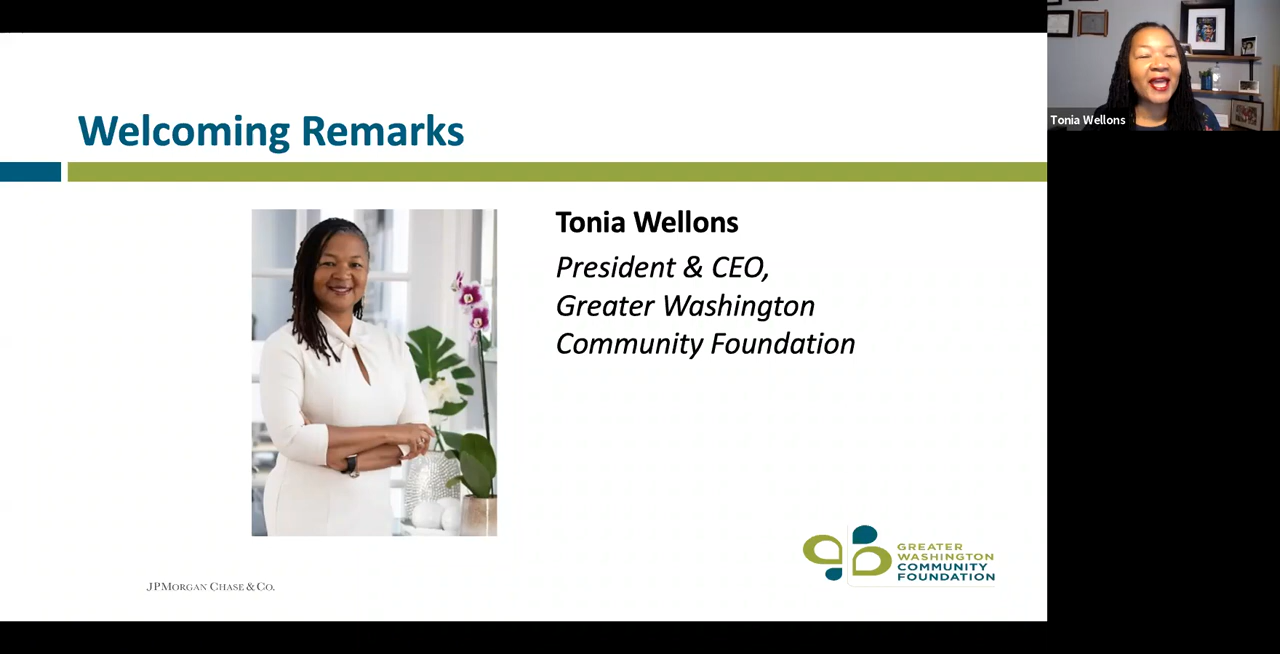 Welcoming Remarks
Tonia Wellons
President & CEO,
Greater Washington
Community Foundation
JPMORGAN CHASE & CO.
GREATER
WASHINGTON
COMMUNITY
FOUNDATION
Tonia Wellons